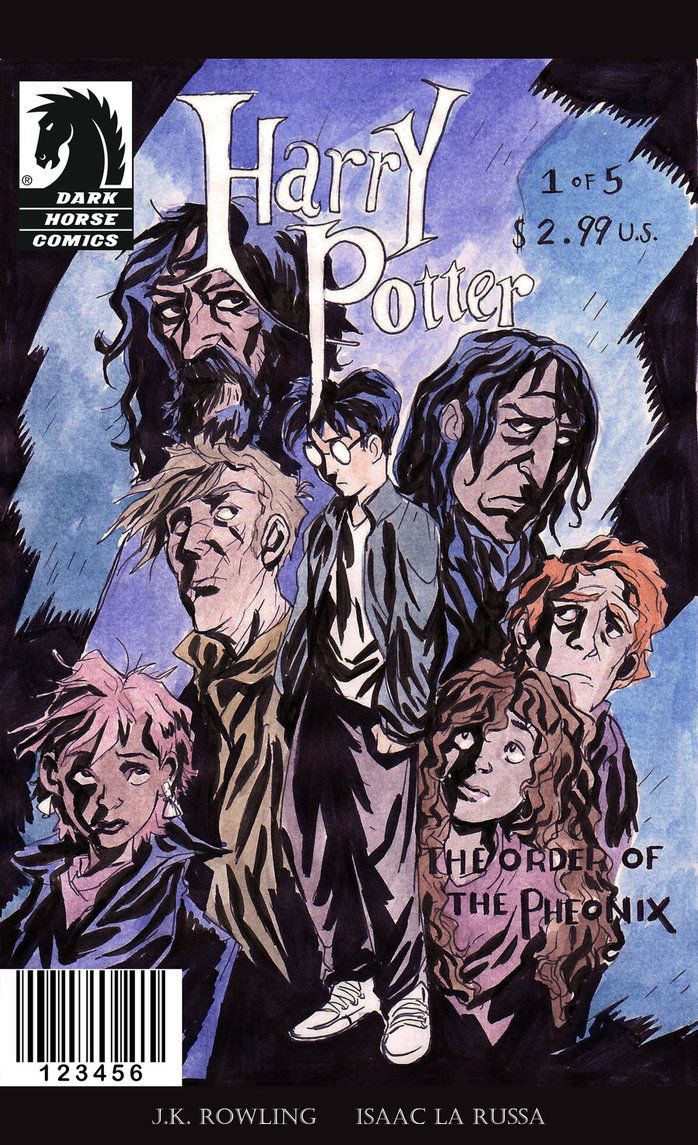 Harry
Potter
1 OF 5
$2.99 U.S.
®
DARK
HORSE
COMICS
THE ORDER OF
THE PHEONIX
123456
J.K. ROWLING ISAAC LA RUSSA